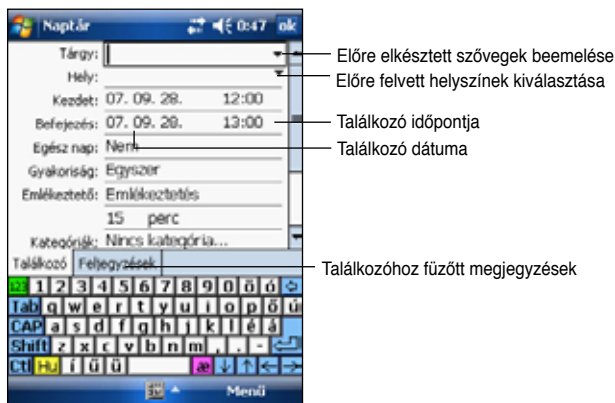 Naptár 0:47 ok
Tárgy:
Hely:
Kezdet: 07. 09. 28. 12:00
Befejezés: 07. 09. 28. 13:00
Egész nap: Nem
Gyakoriság: Egyszer
Emlékeztető: Emlékeztetés
15 perc
Kategóriák: Nincs kategória...
Találkozó Feljegyzések
123 1 2 3 4 5 6 7 8 9 0 ö ó
Tab q w e r t y u i o p ő ú
CAP a s d f g h j k l é á
Shift z x c v b n m , . -
Ctl Hu í ü ű æ
Menü
Előre elkésztett szővegek beemelése
Előre felvett helyszínek kiválasztása
Találkozó időpontja
Találkozó dátuma
Találkozóhoz fűzőtt megjegyzések